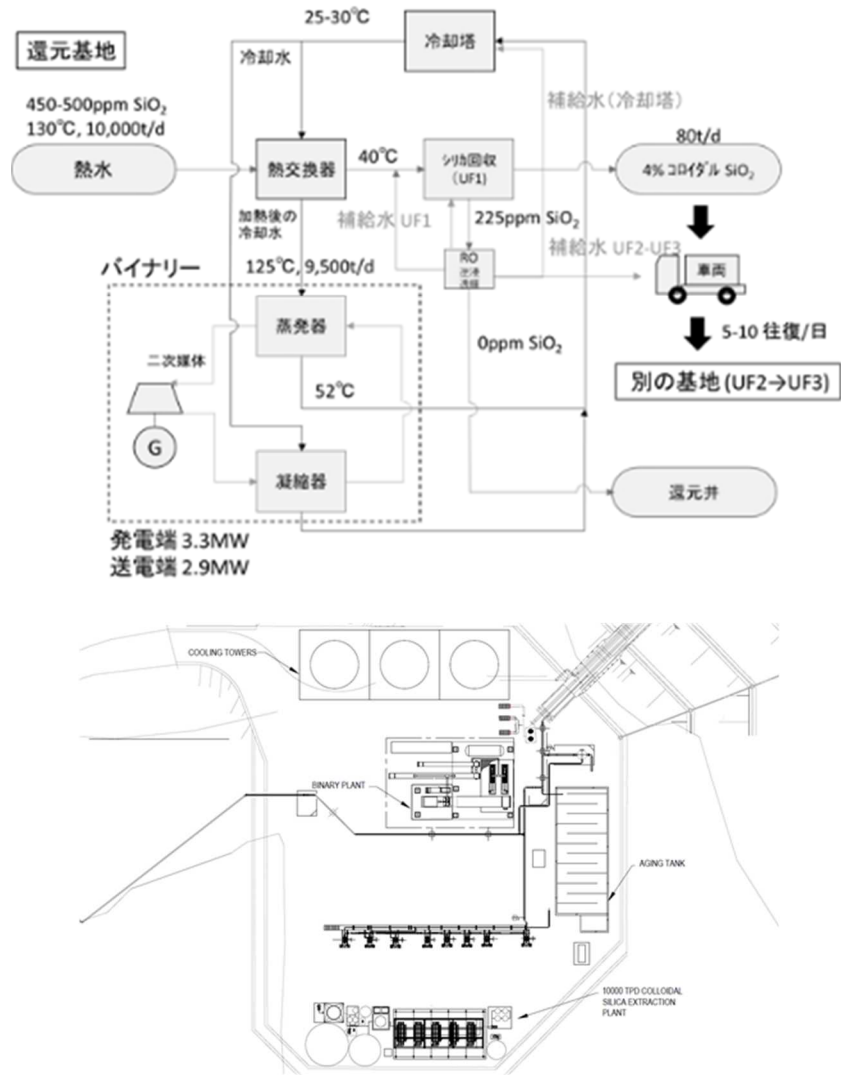 25-30℃
還元基地
冷却塔
冷却水
450-500ppm SiO₂
130℃, 10,000t/d
補給水(冷却塔)
80t/d
熱水
熱交換器
40℃
シリカ回収
(UF1)
4% コロイダル SiO₂
加熱後の
冷却水
補給水 UF1
225ppm SiO₂
補給水 UF2-UF3
バイナリー
125℃, 9,500t/d
RO
逆浸
透膜
車両
蒸発器
0ppm SiO₂
5-10 往復/日
二次媒体
52℃
別の基地(UF2→UF3)
G
凝縮器
還元井
発電端 3.3MW
送電端 2.9MW
COOLING TOWERS
BINARY PLANT
AGING TANK
10000 TPD COLLOIDAL
SILICA EXTRACTION
PLANT